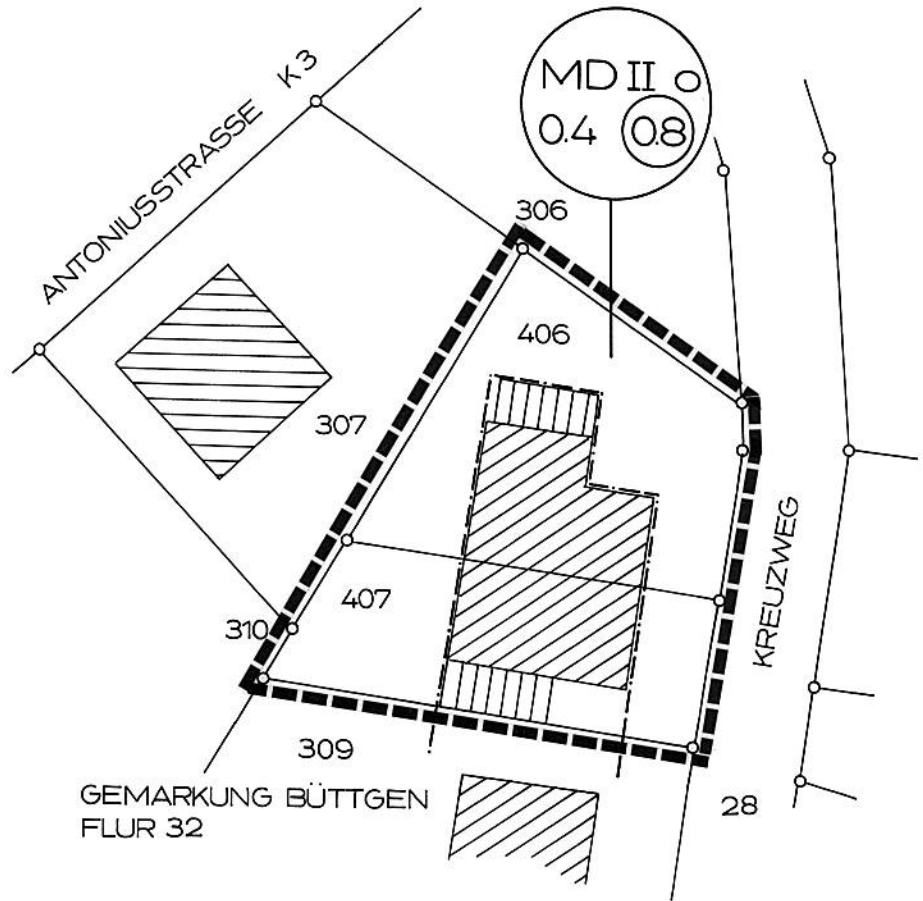 ANTONIUSSTRASSE K3
MD II o
0.4 0.8
306
406
307
407
310
309
KREUZWEG
GEMARKUNG BÜTTGEN
FLUR 32
28